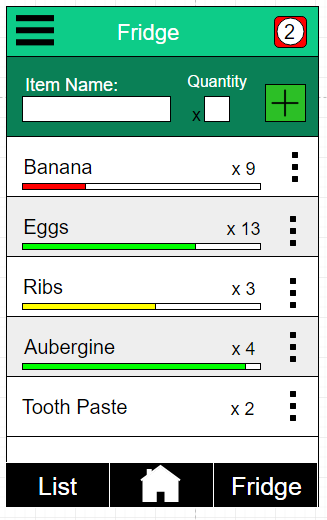 Fridge 2
Item Name: Quantity
x
Banana x 9
Eggs x 13
Ribs x 3
Aubergine x 4
Tooth Paste x 2
List Fridge